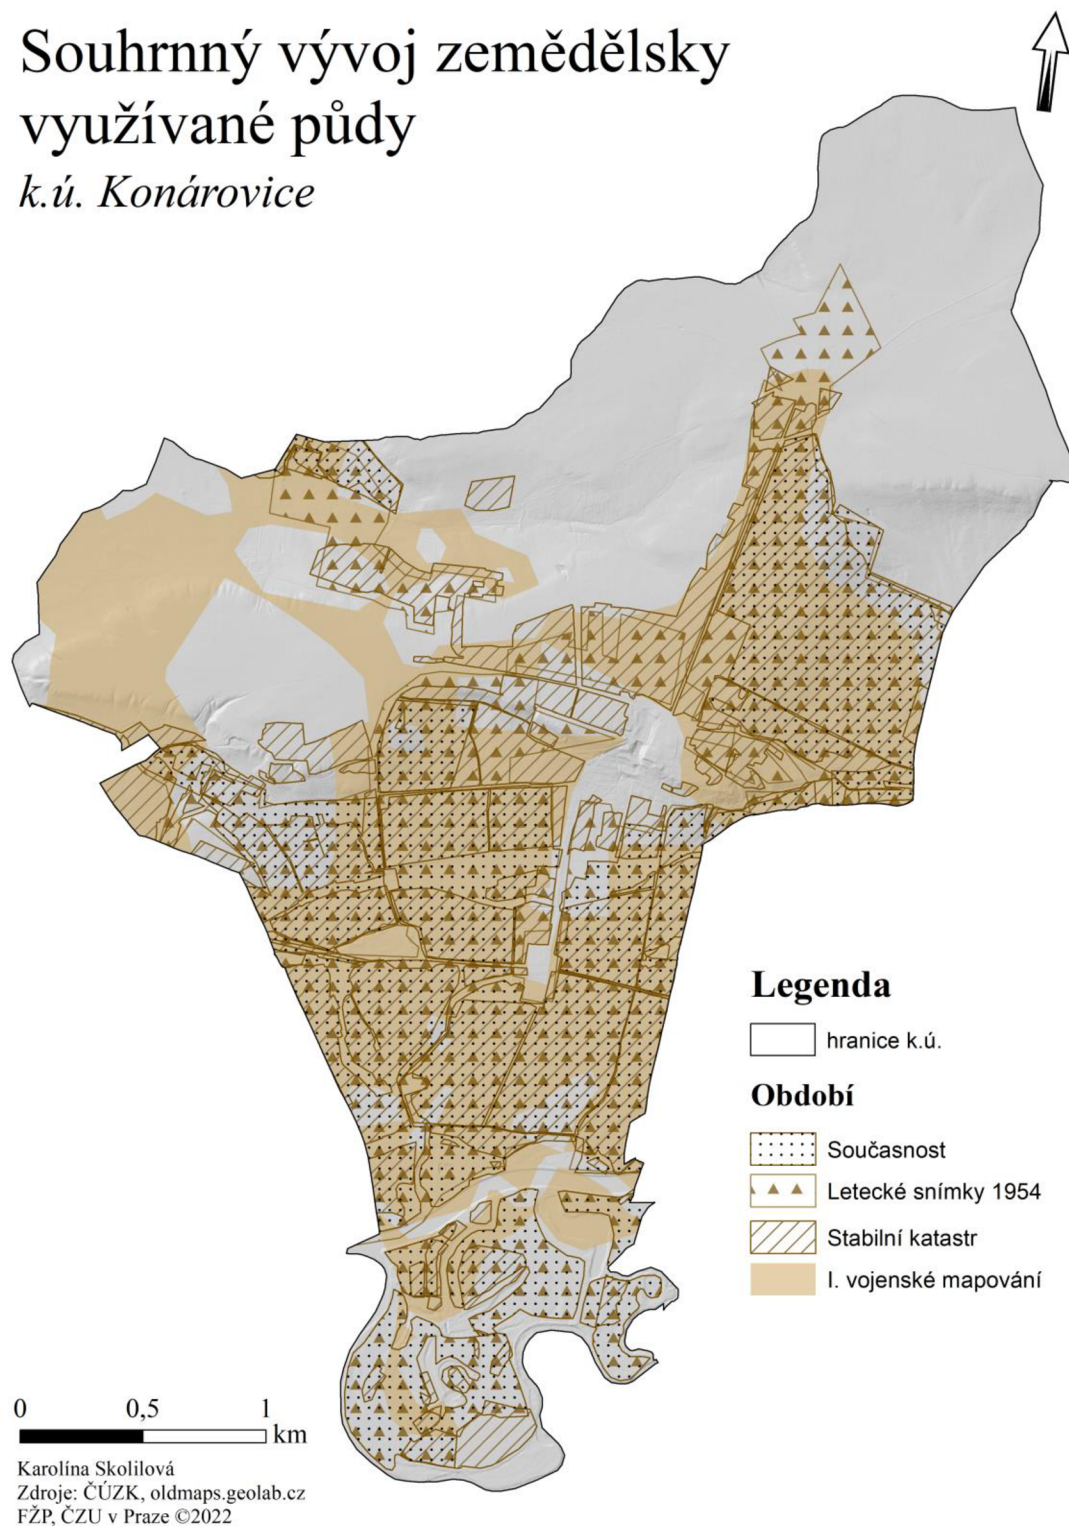 Souhrnný vývoj zemědělsky
využívané půdy
k.ú. Konárovice
Legenda
hranice k.ú.
Období
Současnost
Letecké snímky 1954
Stabilní katastr
I. vojenské mapování
0 0,5 1
km
Karolína Skolilová
Zdroje: ČÚZK, oldmaps.geolab.cz
FŽP, ČZU v Praze ©2022